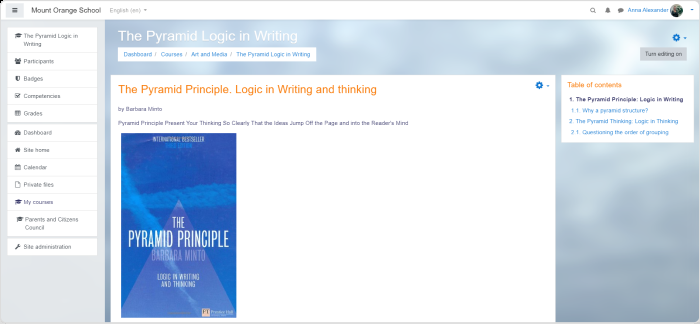 Mount Orange School
English (en)
Anna Alexander
The Pyramid Logic in
Writing
Participants
Badges
Competencies
Grades
Dashboard
Site home
Calendar
Private files
My courses
Parents and Citizens
Council
Site administration
The Pyramid Logic in Writing
Dashboard / Courses / Art and Media / The Pyramid Logic in Writing
Turn editing on
The Pyramid Principle. Logic in Writing and thinking
by Barbara Minto
Pyramid Principle Present Your Thinking So Clearly That the Ideas Jump Off the Page and into the Reader's Mind
INTERNATIONAL BESTSELLER
THE
PYRAMID PRINCIPLE
BARBARA MINTO
LOGIC IN WRITING
AND THINKING
FT Prentice Hall
Table of contents
1. The Pyramid Principle: Logic in Writing
1.1. Why a pyramid structure?
2. The Pyramid Thinking: Logic in Thinking
2.1. Questioning the order of grouping